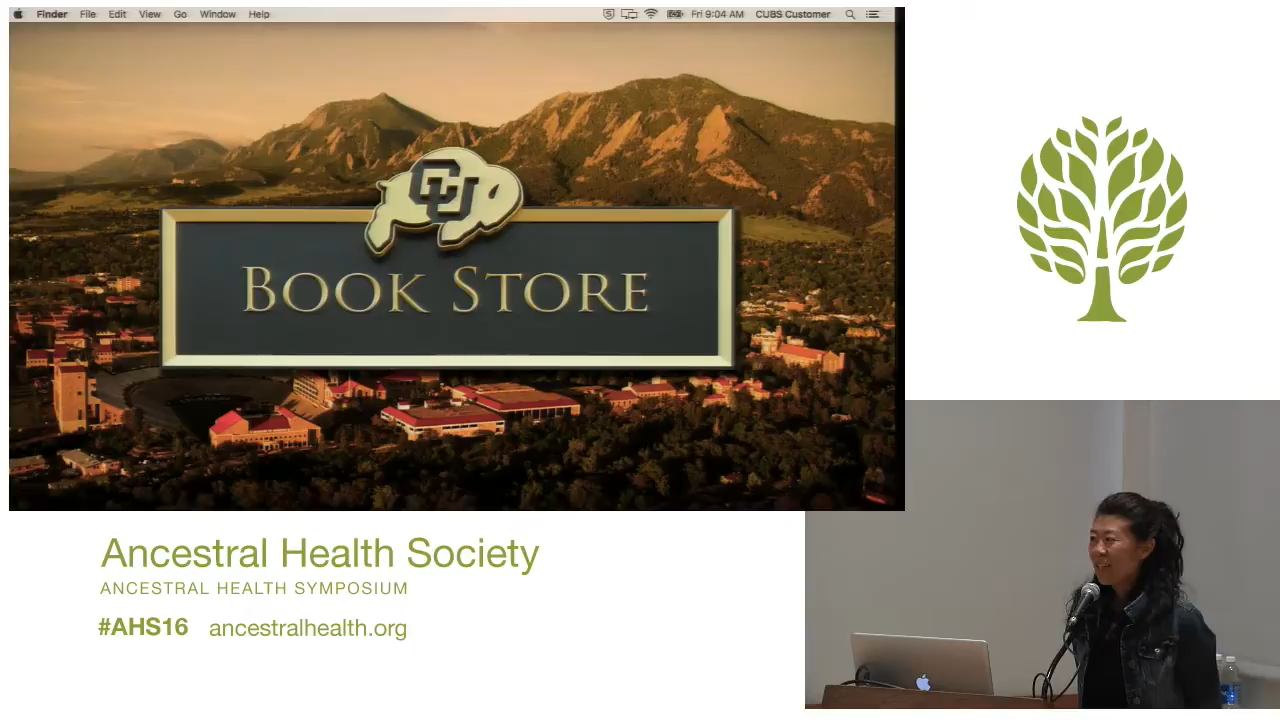 Finder File Edit View Go Window Help Fri 9:04 AM CUBS Customer
CU
BOOK STORE
Ancestral Health Society
ANCESTRAL HEALTH SYMPOSIUM
#AHS16 ancestralhealth.org